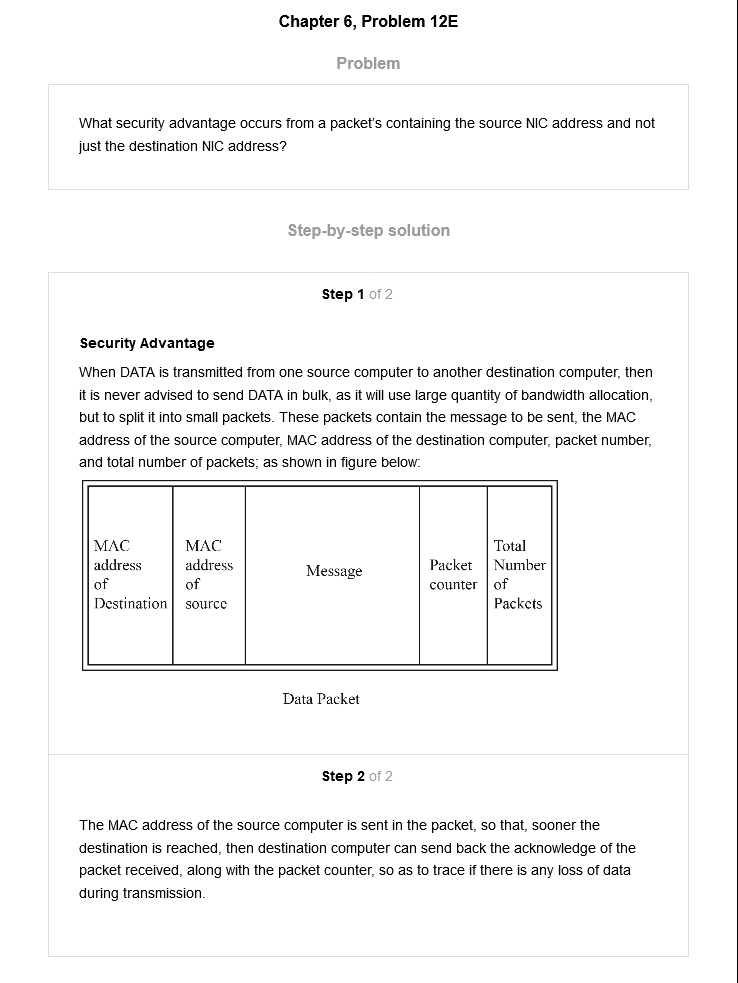 Chapter 6, Problem 12E
Problem
What security advantage occurs from a packet's containing the source NIC address and not
just the destination NIC address?
Step-by-step solution
Step 1 of 2
Security Advantage
When DATA is transmitted from one source computer to another destination computer, then
it is never advised to send DATA in bulk, as it will use large quantity of bandwidth allocation,
but to split it into small packets. These packets contain the message to be sent, the MAC
address of the source computer, MAC address of the destination computer, packet number,
and total number of packets; as shown in figure below:
MAC
address
of
Destination
MAC
address
of
source
Message
Packet
counter
Total
Number
of
Packets
Data Packet
Step 2 of 2
The MAC address of the source computer is sent in the packet, so that, sooner the
destination is reached, then destination computer can send back the acknowledge of the
packet received, along with the packet counter, so as to trace if there is any loss of data
during transmission.